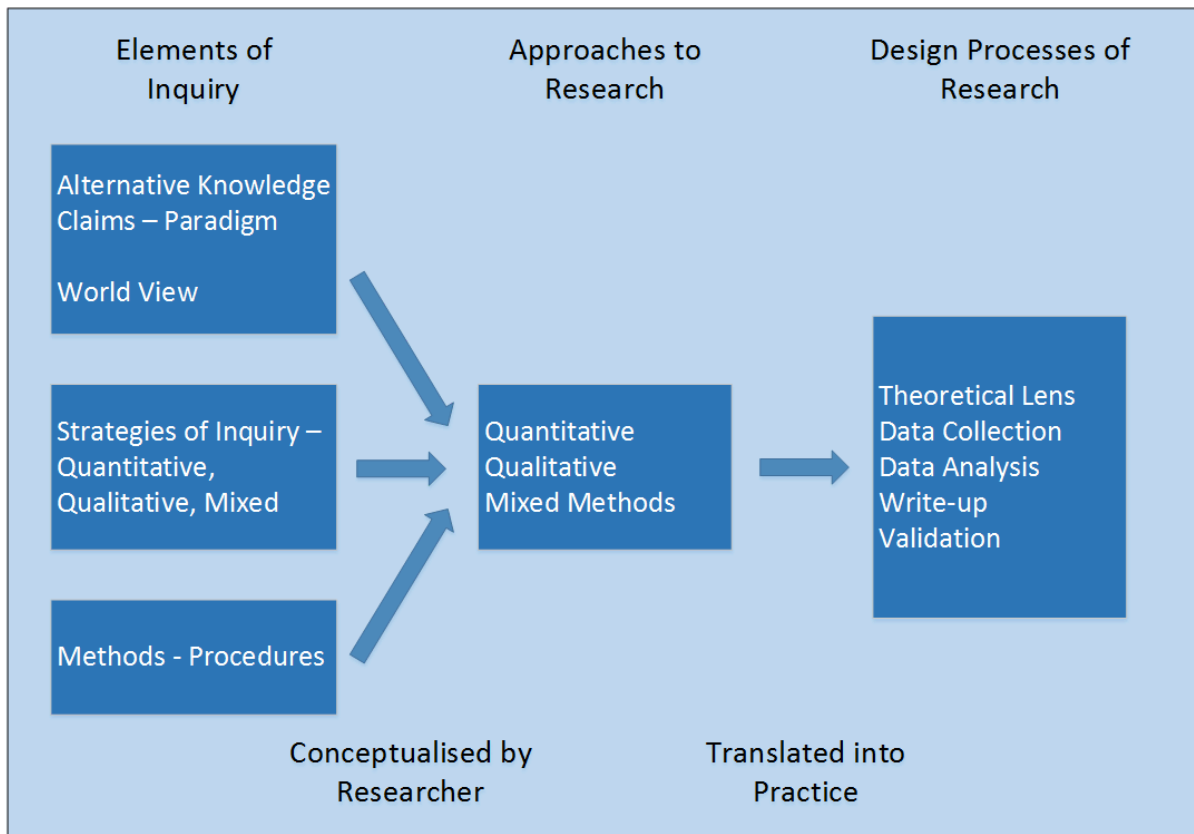 Elements of
Inquiry
Approaches to
Research
Design Processes of
Research
Alternative Knowledge
Claims – Paradigm
World View
Strategies of Inquiry –
Quantitative,
Qualitative, Mixed
Methods - Procedures
Quantitative
Qualitative
Mixed Methods
Theoretical Lens
Data Collection
Data Analysis
Write-up
Validation
Conceptualised by
Researcher
Translated into
Practice